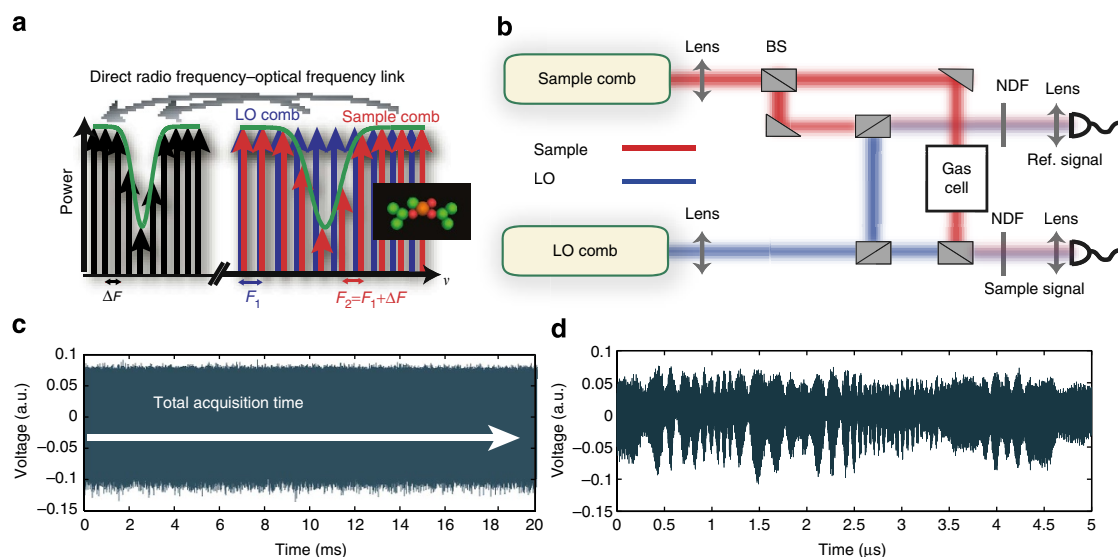 a
Direct radio frequency–optical frequency link
LO comb
Sample comb
Power
ΔF
F₁
F₂=F₁+ΔF
ν
b
Sample comb
Lens
BS
NDF
Lens
Ref. signal
Sample
LO
Gas
cell
LO comb
Lens
NDF
Lens
Sample signal
c
Voltage (a.u.)
0.1
0.05
0
−0.05
−0.1
−0.15
Total acquisition time
0 2 4 6 8 10 12 14 16 18 20
Time (ms)
d
Voltage (a.u.)
0.1
0.05
0
−0.05
−0.1
−0.15
0 0.5 1 1.5 2 2.5 3 3.5 4 4.5 5
Time (μs)